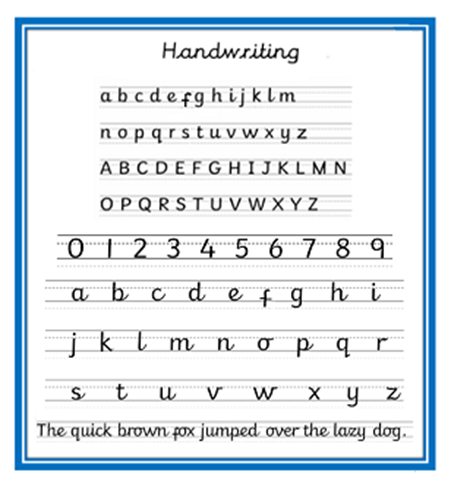 Handwriting
a b c d e f g h i j k l m
n o p q r s t u v w x y z
A B C D E F G H I J K L M N
O P Q R S T U V W X Y Z
0 1 2 3 4 5 6 7 8 9
a b c d e f g h i
j k l m n o p q r
s t u v w x y z
The quick brown fox jumped over the lazy dog.